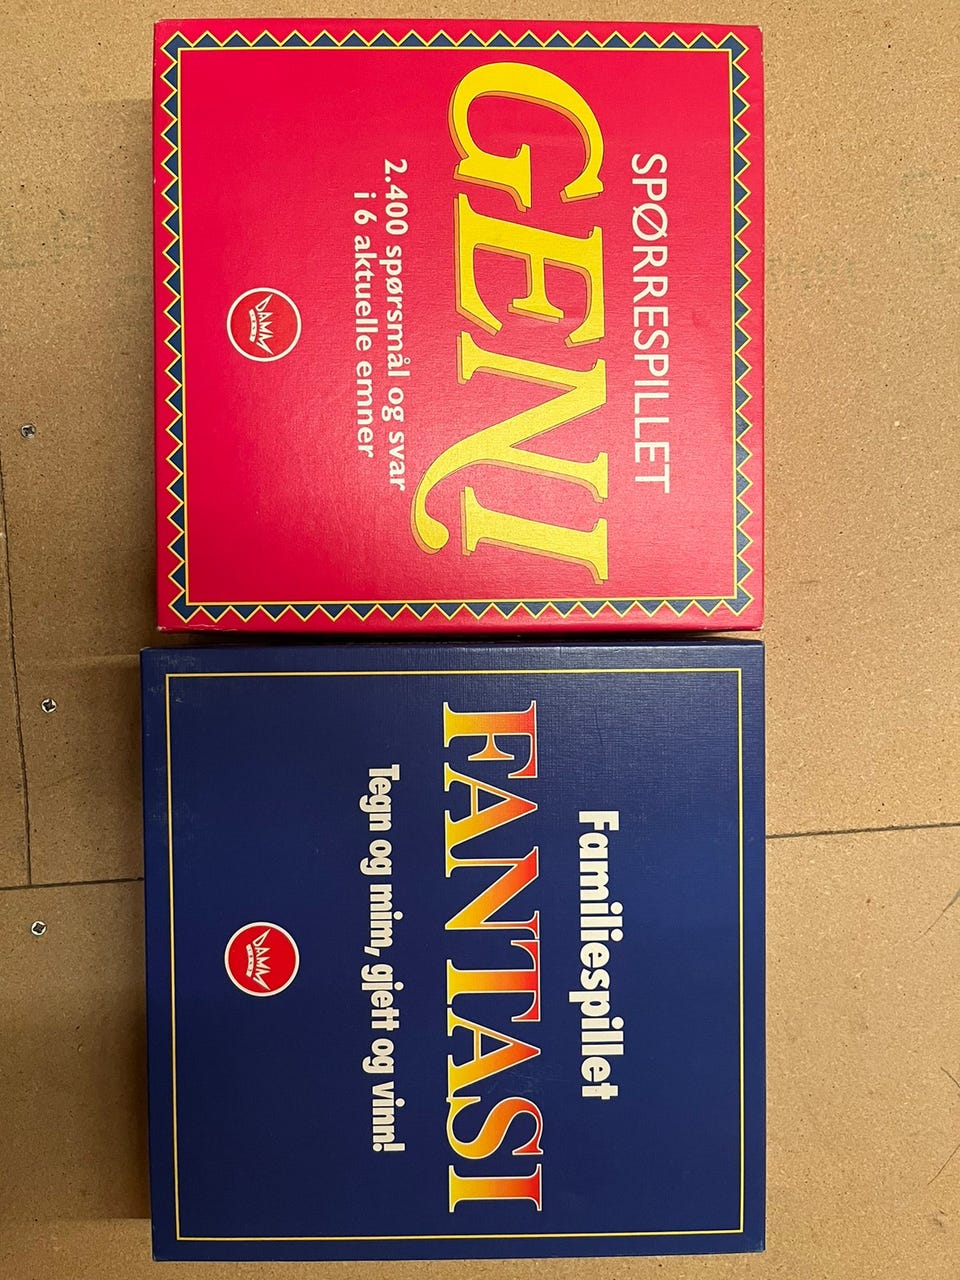 SPØRRESPILLET
GENI
2.400 spørsmål og svar
i 6 aktuelle emner
DAMM
Familiespillet
FANTASI
Tegn og mim, gjett og vinn!
DAMM